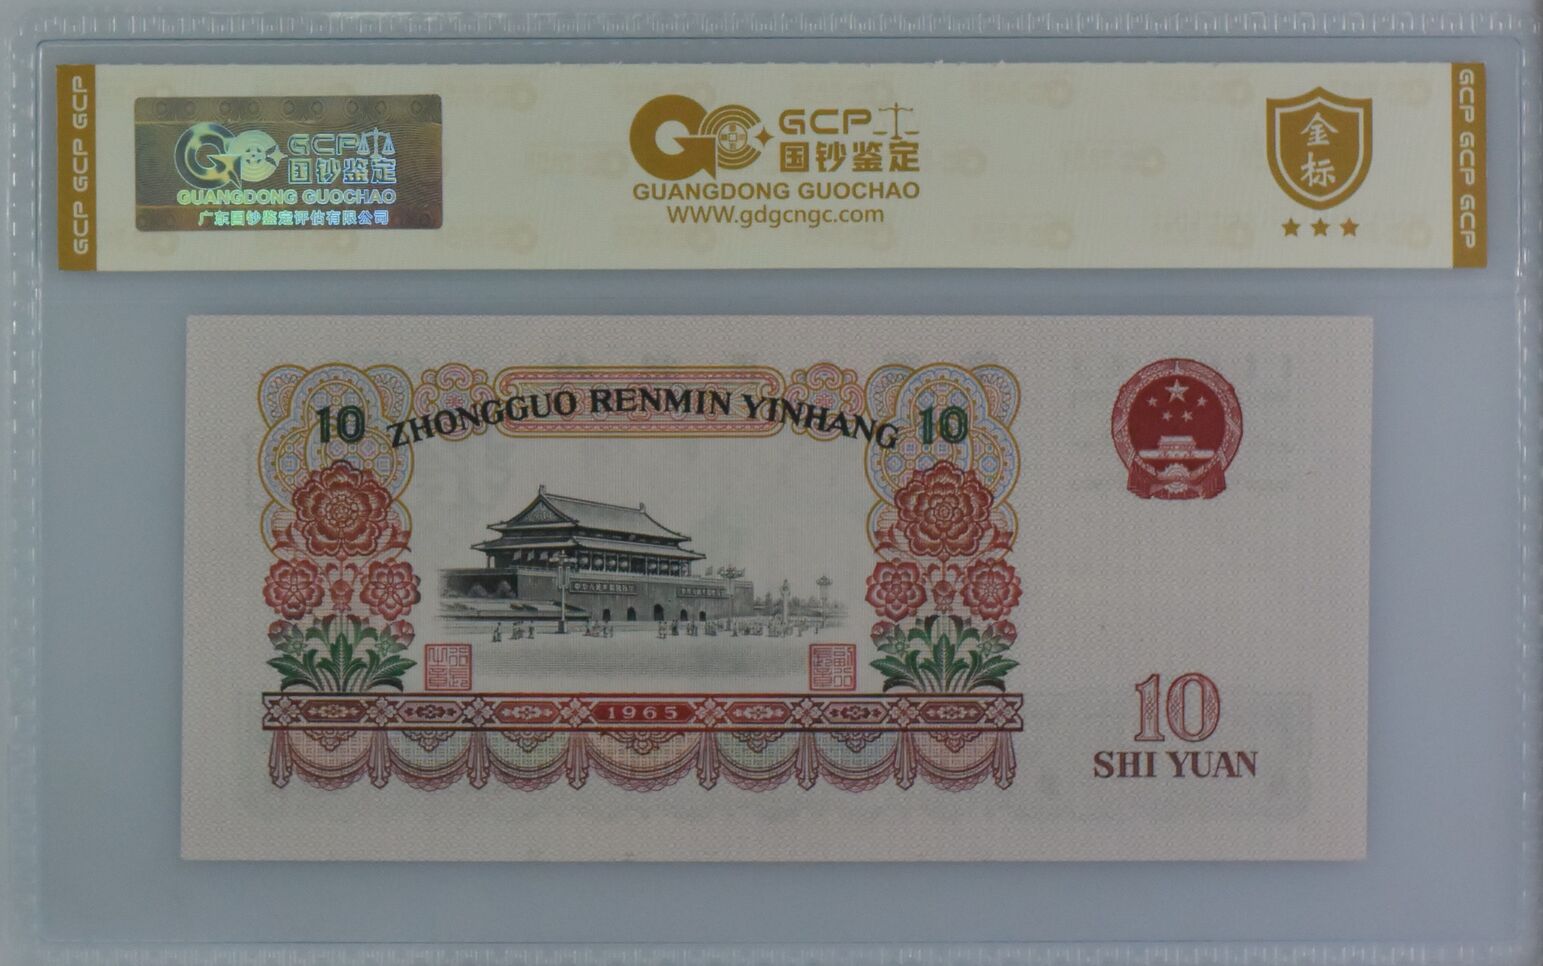 GCP GCP GCP
GCP
国钞鉴定
GUANGDONG GUOCHAO
广东国钞鉴定评估有限公司
GCP
国钞鉴定
GUANGDONG GUOCHAO
WWW.gdgcngc.com
金
标
GCP GCP GCP
10 ZHONGGUO RENMIN YINHANG 10
1965
10
SHI YUAN